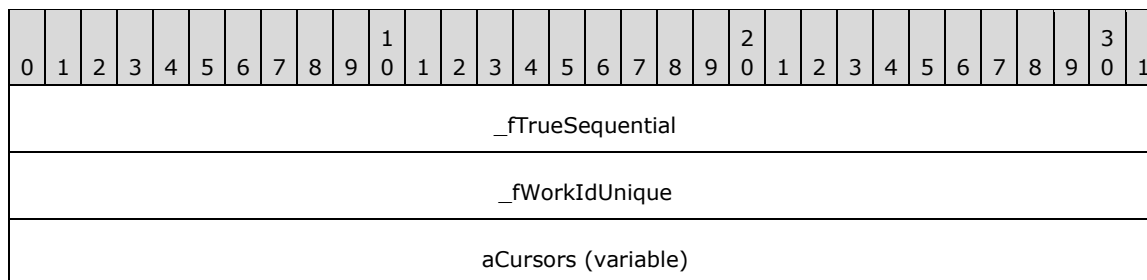 1 2 3
0 1 2 3 4 5 6 7 8 9 0 1 2 3 4 5 6 7 8 9 0 1 2 3 4 5 6 7 8 9 0 1
_fTrueSequential
_fWorkIdUnique
aCursors (variable)